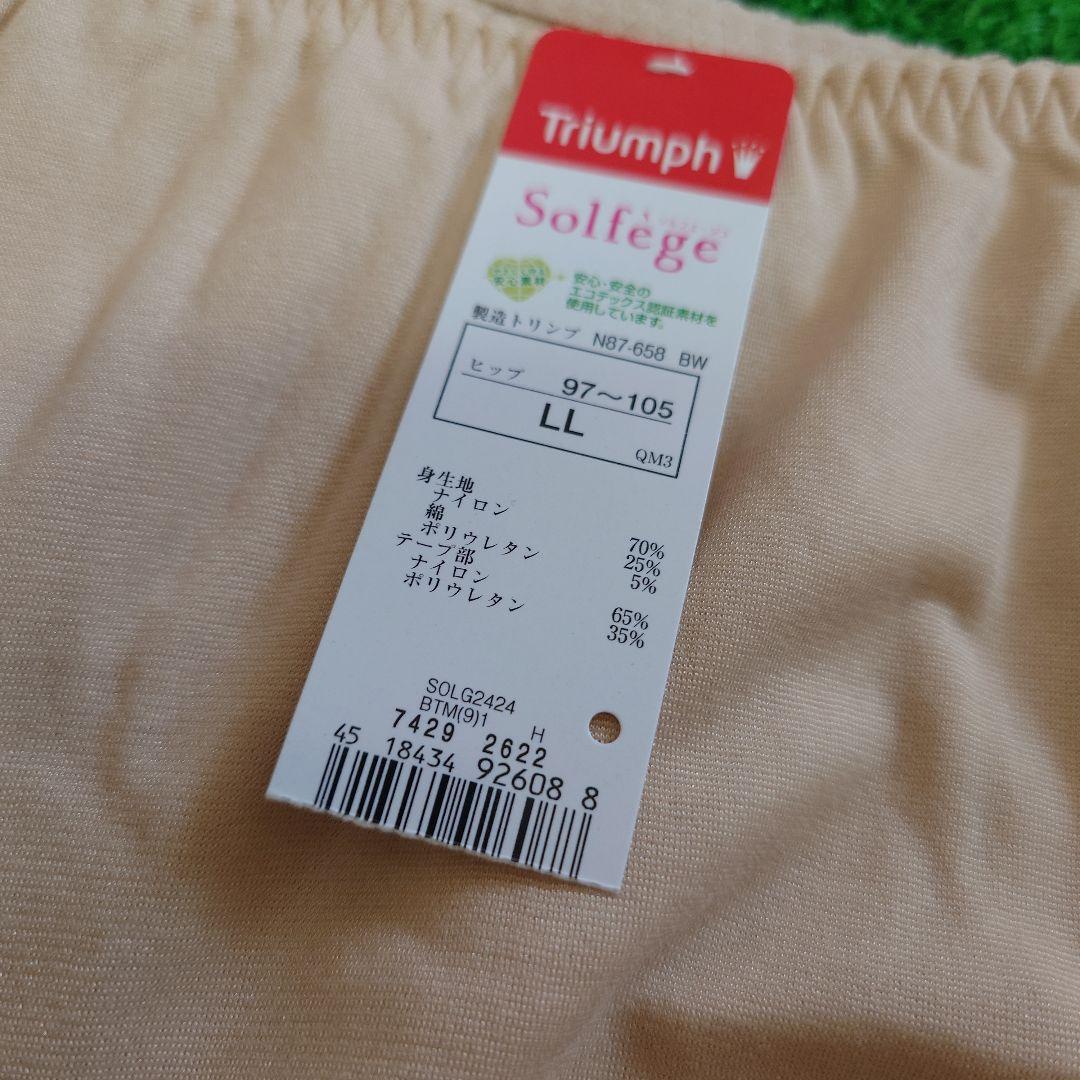 Triumph
Solfège
安心素材
安心・安全の
エコテックス認証素材を
使用しています。
製造トリンプ N87-658 BW
ヒップ 97〜105
LL
QM3
身生地
ナイロン 70%
綿 25%
ポリウレタン 5%
テープ部
ナイロン 65%
ポリウレタン 35%
SOLG2424
BTM(9)1 H
7429 2622
45 18434 92608 8